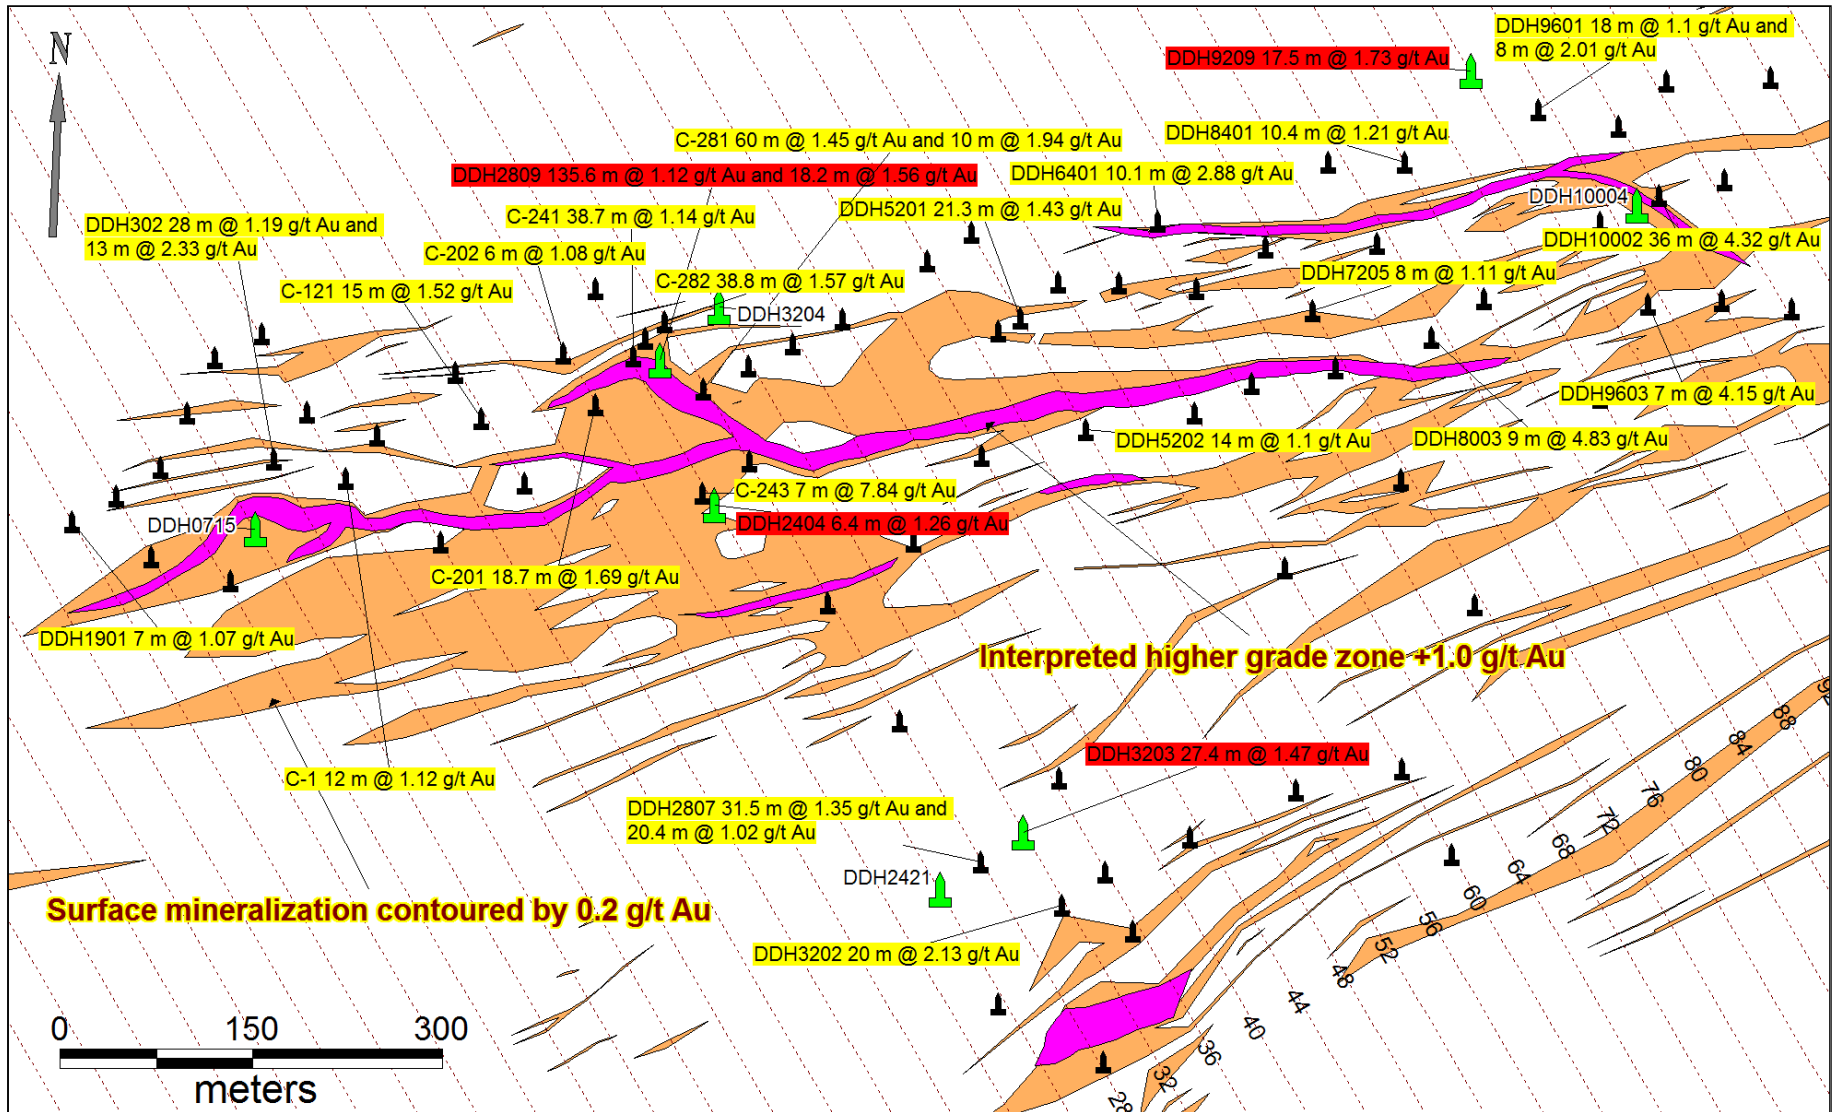 N
DDH9601 18 m @ 1.1 g/t Au and
8 m @ 2.01 g/t Au
DDH9209 17.5 m @ 1.73 g/t Au
C-281 60 m @ 1.45 g/t Au and 10 m @ 1.94 g/t Au
DDH8401 10.4 m @ 1.21 g/t Au
DDH2809 135.6 m @ 1.12 g/t Au and 18.2 m @ 1.56 g/t Au
DDH6401 10.1 m @ 2.88 g/t Au
DDH10004
DDH302 28 m @ 1.19 g/t Au and
13 m @ 2.33 g/t Au
C-241 38.7 m @ 1.14 g/t Au
DDH5201 21.3 m @ 1.43 g/t Au
C-202 6 m @ 1.08 g/t Au
DDH10002 36 m @ 4.32 g/t Au
C-121 15 m @ 1.52 g/t Au
C-282 38.8 m @ 1.57 g/t Au
DDH7205 8 m @ 1.11 g/t Au
DDH3204
DDH9603 7 m @ 4.15 g/t Au
DDH5202 14 m @ 1.1 g/t Au
DDH8003 9 m @ 4.83 g/t Au
C-243 7 m @ 7.84 g/t Au
DDH0715
DDH2404 6.4 m @ 1.26 g/t Au
C-201 18.7 m @ 1.69 g/t Au
DDH1901 7 m @ 1.07 g/t Au
Interpreted higher grade zone +1.0 g/t Au
DDH3203 27.4 m @ 1.47 g/t Au
C-1 12 m @ 1.12 g/t Au
DDH2807 31.5 m @ 1.35 g/t Au and
20.4 m @ 1.02 g/t Au
DDH2421
Surface mineralization contoured by 0.2 g/t Au
DDH3202 20 m @ 2.13 g/t Au
88
84
80
76
72
68
64
60
56
52
48
44
40
36
32
28
0 150 300
meters